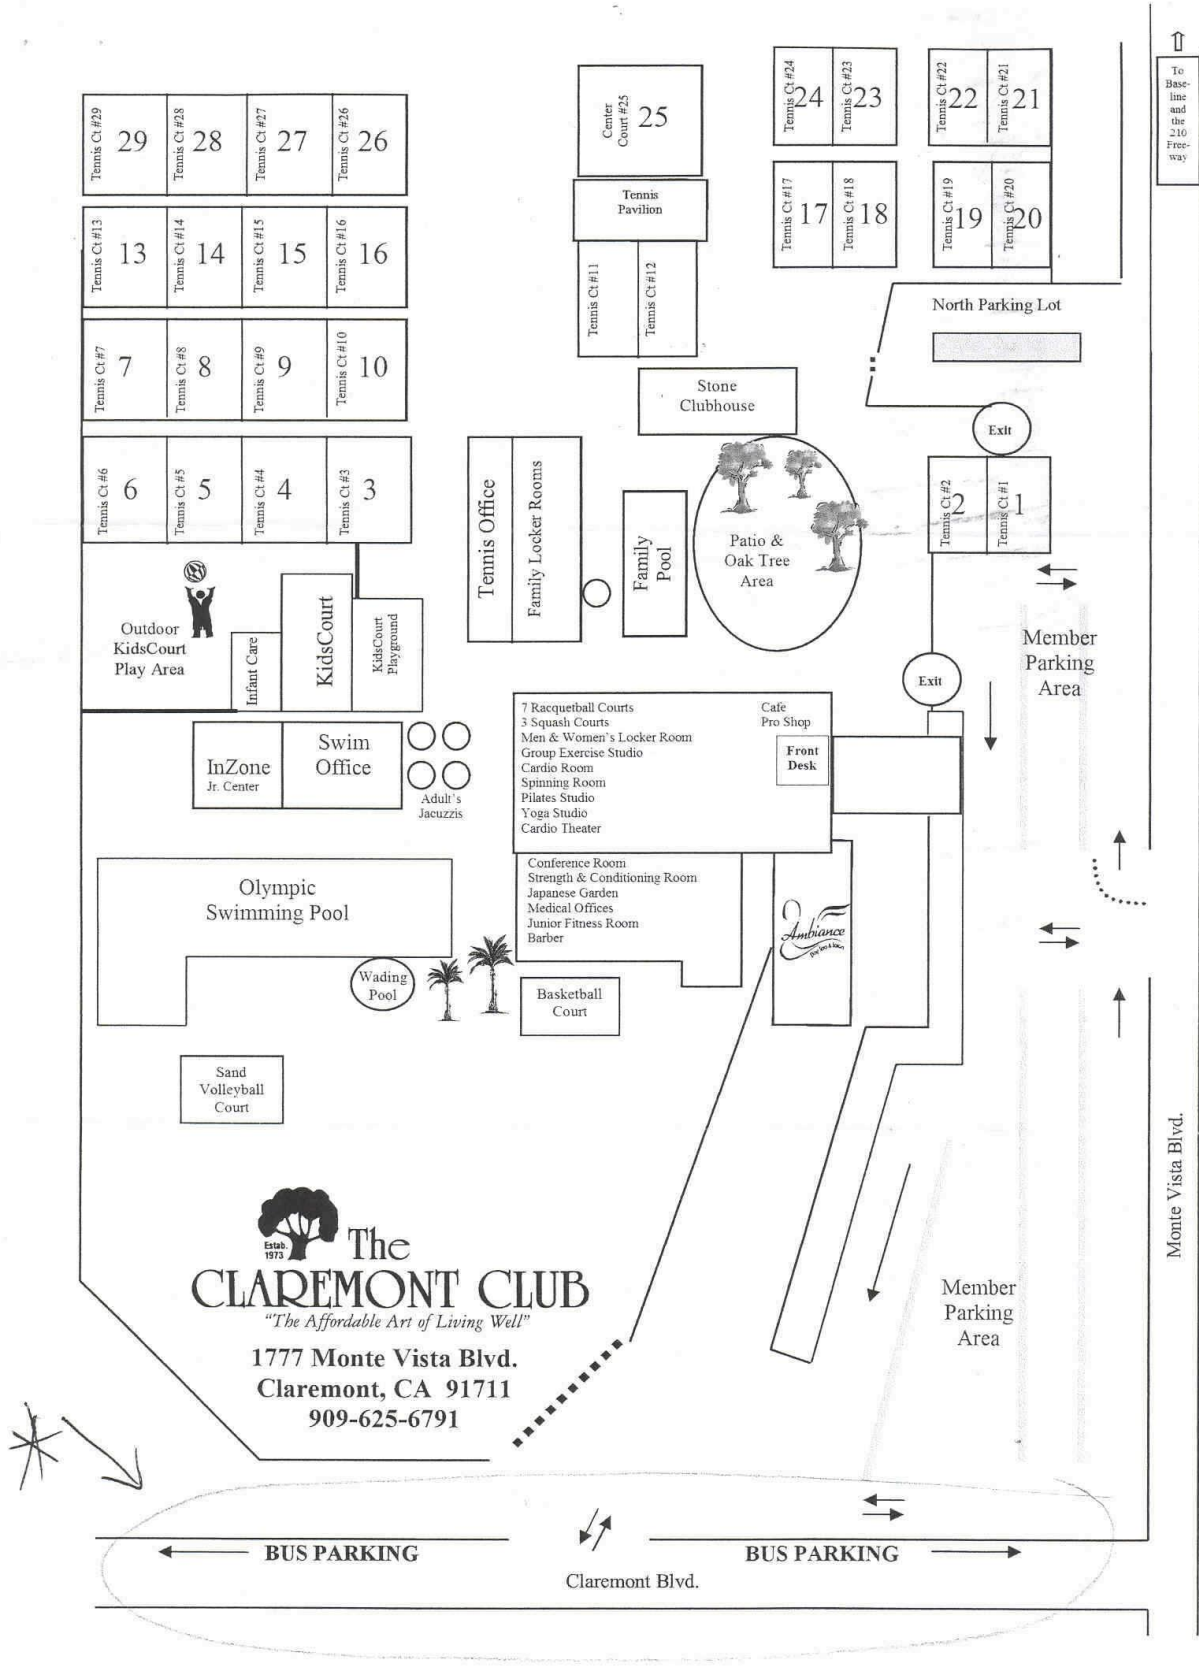 To
Base-
line
and
the
210
Free-
way
Tennis Ct #29
29
Tennis Ct #28
28
Tennis Ct #27
27
Tennis Ct #26
26
Center
Court #25
25
Tennis Ct #24
24
Tennis Ct #23
23
Tennis Ct #22
22
Tennis Ct #21
21
Tennis
Pavilion
Tennis Ct #17
17
Tennis Ct #18
18
Tennis Ct #19
19
Tennis Ct #20
20
Tennis Ct #13
13
Tennis Ct #14
14
Tennis Ct #15
15
Tennis Ct #16
16
Tennis Ct #11
Tennis Ct #12
North Parking Lot
Tennis Ct #7
7
Tennis Ct #8
8
Tennis Ct #9
9
Tennis Ct #10
10
Stone
Clubhouse
Exit
Tennis Ct #6
6
Tennis Ct #5
5
Tennis Ct #4
4
Tennis Ct #3
3
Tennis Office
Family Locker Rooms
Family
Pool
Patio &
Oak Tree
Area
Tennis Ct #2
2
Tennis Ct #1
1
Outdoor
KidsCourt
Play Area
Infant Care
KidsCourt
KidsCourt
Playground
Member
Parking
Area
Exit
InZone
Jr. Center
Swim
Office
Adult's
Jacuzzis
7 Racquetball Courts
3 Squash Courts
Men & Women's Locker Room
Group Exercise Studio
Cardio Room
Spinning Room
Pilates Studio
Yoga Studio
Cardio Theater
Cafe
Pro Shop
Front
Desk
Conference Room
Strength & Conditioning Room
Japanese Garden
Medical Offices
Junior Fitness Room
Barber
Ambiance
Olympic
Swimming Pool
Wading
Pool
Basketball
Court
Sand
Volleyball
Court
Monte Vista Blvd.
Estab.
1973
The
CLAREMONT CLUB
"The Affordable Art of Living Well"
1777 Monte Vista Blvd.
Claremont, CA 91711
909-625-6791
Member
Parking
Area
BUS PARKING
BUS PARKING
Claremont Blvd.